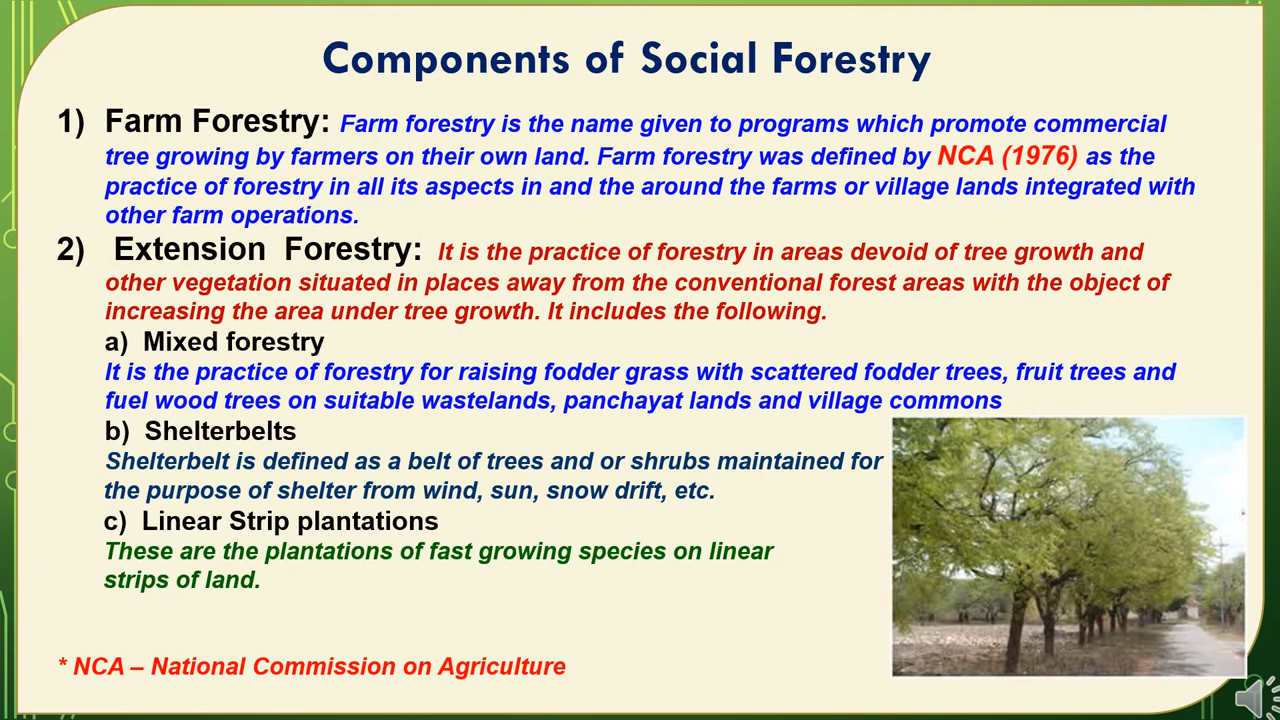 Components of Social Forestry
1) Farm Forestry: Farm forestry is the name given to programs which promote commercial
tree growing by farmers on their own land. Farm forestry was defined by NCA (1976) as the
practice of forestry in all its aspects in and the around the farms or village lands integrated with
other farm operations.
2) Extension Forestry: It is the practice of forestry in areas devoid of tree growth and
other vegetation situated in places away from the conventional forest areas with the object of
increasing the area under tree growth. It includes the following.
a) Mixed forestry
It is the practice of forestry for raising fodder grass with scattered fodder trees, fruit trees and
fuel wood trees on suitable wastelands, panchayat lands and village commons
b) Shelterbelts
Shelterbelt is defined as a belt of trees and or shrubs maintained for
the purpose of shelter from wind, sun, snow drift, etc.
c) Linear Strip plantations
These are the plantations of fast growing species on linear
strips of land.
* NCA – National Commission on Agriculture